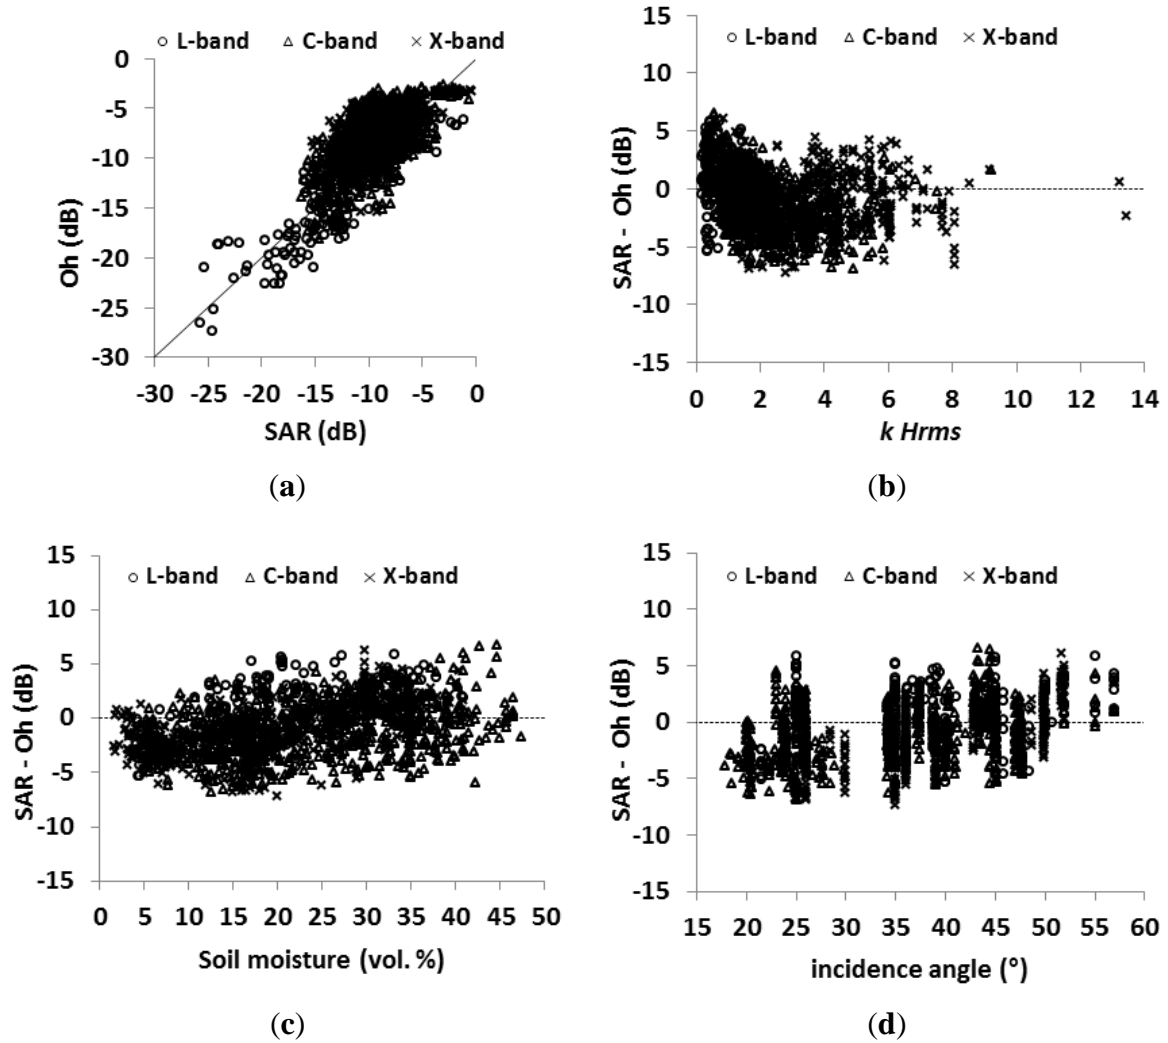 L-band C-band X-band
0
-5
-10
-15
-20
-25
-30
Oh (dB)
-30 -25 -20 -15 -10 -5 0
SAR (dB)
(a)
15
10
5
0
-5
-10
-15
SAR - Oh (dB)
L-band C-band X-band
0 2 4 6 8 10 12 14
k Hrms
(b)
15
10
5
0
-5
-10
-15
SAR - Oh (dB)
L-band C-band X-band
0 5 10 15 20 25 30 35 40 45 50
Soil moisture (vol. %)
(c)
15
10
5
0
-5
-10
-15
SAR - Oh (dB)
L-band C-band X-band
15 20 25 30 35 40 45 50 55 60
incidence angle (°)
(d)